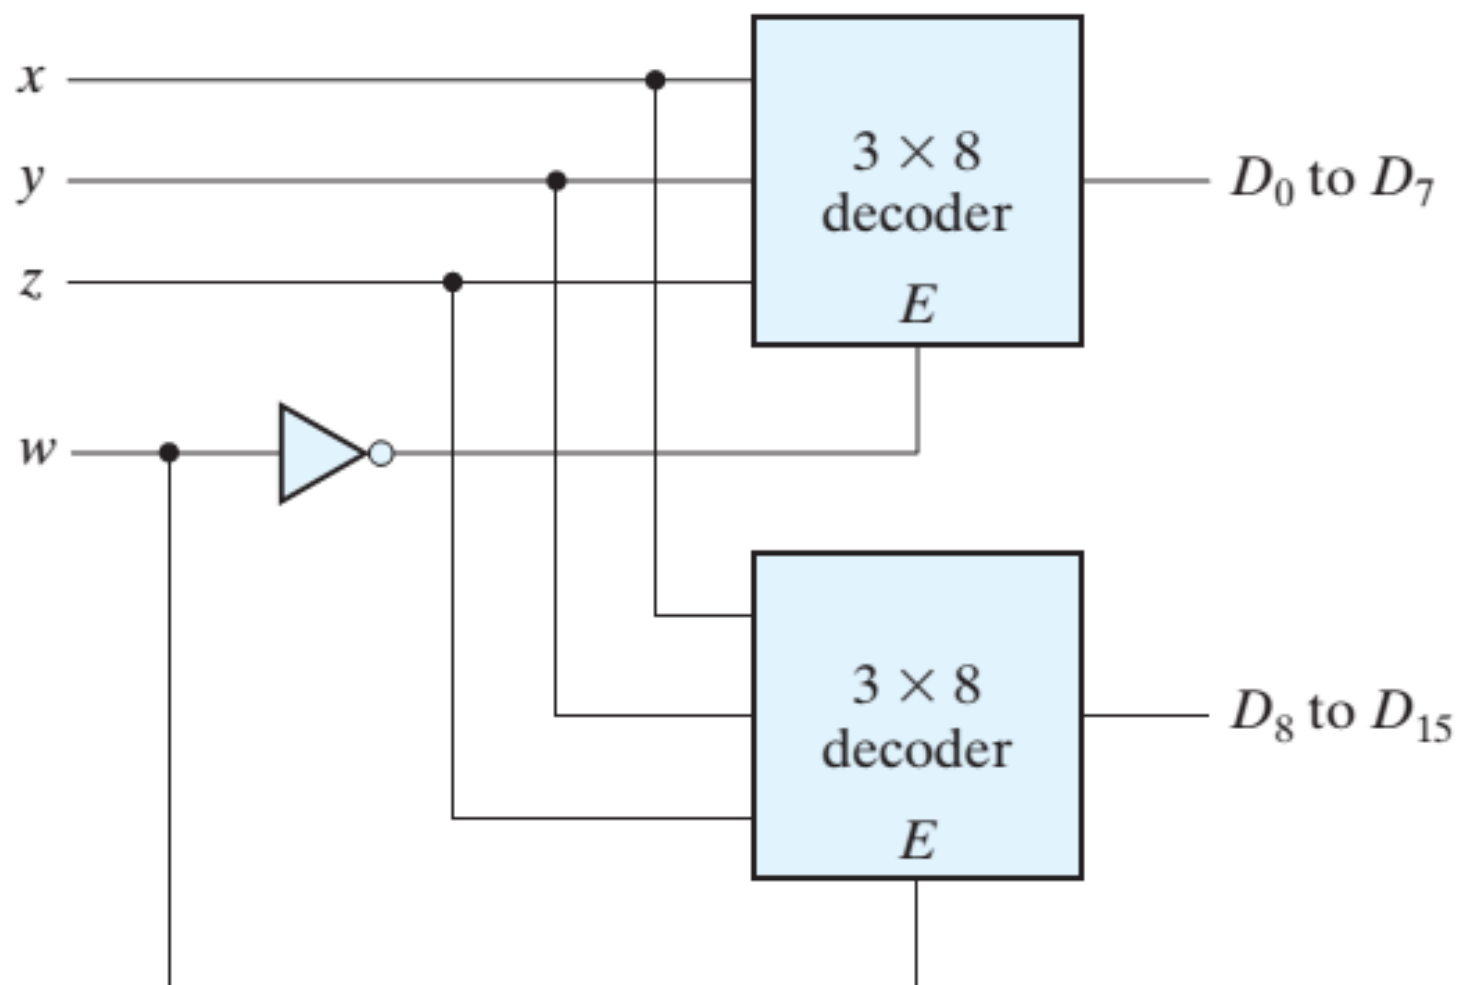 x
y
z
w
3 × 8
decoder
E
D₀ to D₇
3 × 8
decoder
E
D₈ to D₁₅